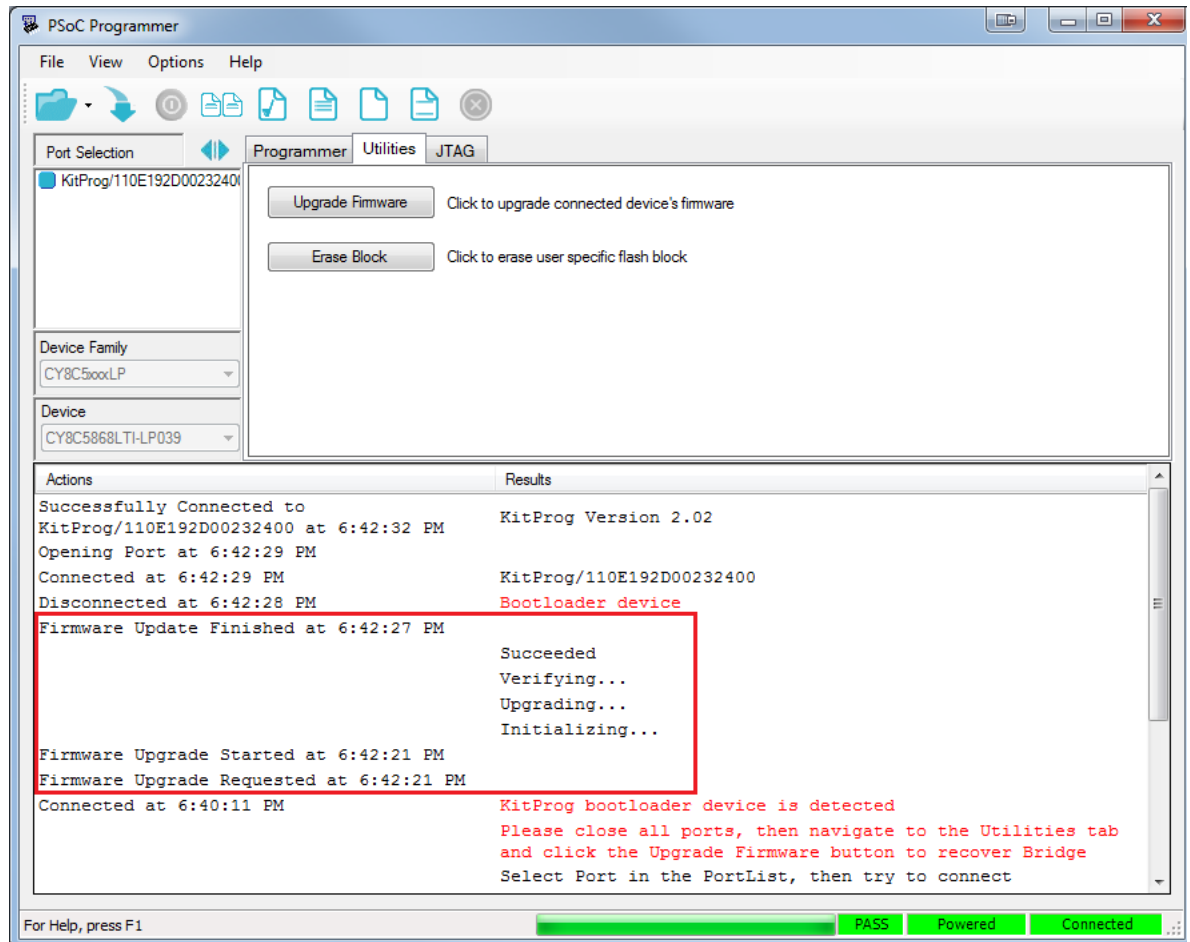 PSoC Programmer
File View Options Help
Port Selection
Programmer Utilities JTAG
KitProg/110E192D00232400
Upgrade Firmware Click to upgrade connected device's firmware
Erase Block Click to erase user specific flash block
Device Family
CY8C5xxxLP
Device
CY8C5868LTI-LP039
Actions Results
Successfully Connected to
KitProg/110E192D00232400 at 6:42:32 PM KitProg Version 2.02
Opening Port at 6:42:29 PM
Connected at 6:42:29 PM KitProg/110E192D00232400
Disconnected at 6:42:28 PM Bootloader device
Firmware Update Finished at 6:42:27 PM
Succeeded
Verifying...
Upgrading...
Initializing...
Firmware Upgrade Started at 6:42:21 PM
Firmware Upgrade Requested at 6:42:21 PM
Connected at 6:40:11 PM KitProg bootloader device is detected
Please close all ports, then navigate to the Utilities tab
and click the Upgrade Firmware button to recover Bridge
Select Port in the PortList, then try to connect
For Help, press F1 PASS Powered Connected